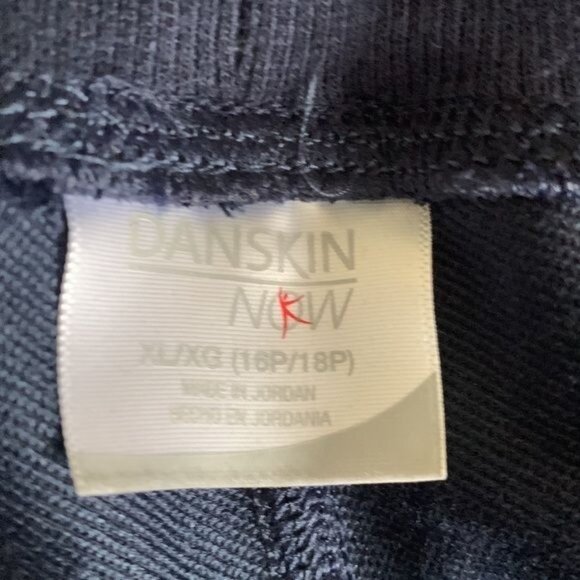 DANSKIN
NOW
XL/XG (16P/18P)
MADE IN JORDAN
HECHO EN JORDANIA